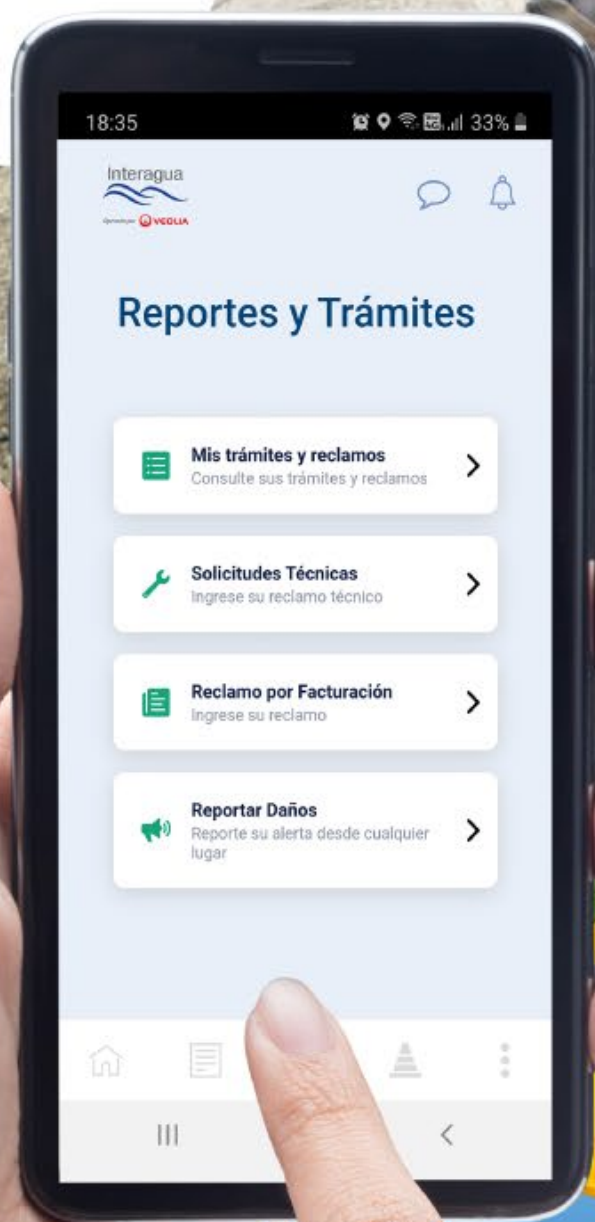 18:35
33%
Interagua
VEOLIA
Reportes y Trámites
Mis trámites y reclamos
Consulte sus trámites y reclamos
Solicitudes Técnicas
Ingrese su reclamo técnico
Reclamo por Facturación
Ingrese su reclamo
Reportar Daños
Reporte su alerta desde cualquier
lugar